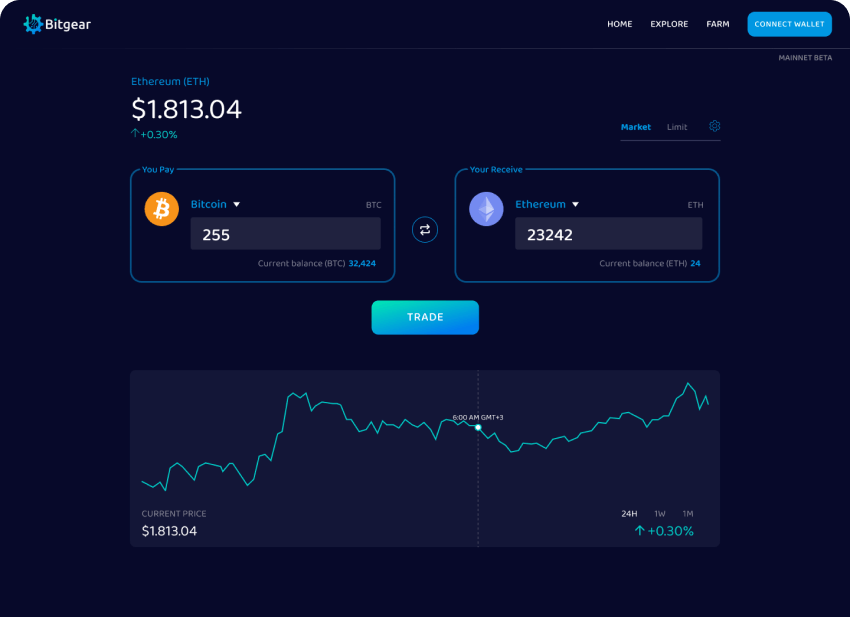 Bitgear
HOME EXPLORE FARM CONNECT WALLET
MAINNET BETA
Ethereum (ETH)
$1.813.04
+0.30%
Market Limit
You Pay
Bitcoin BTC
255
Current balance (BTC) 32,424
Your Receive
Ethereum ETH
23242
Current balance (ETH) 24
TRADE
6:00 AM GMT+3
CURRENT PRICE
$1.813.04
24H 1W 1M
+0.30%